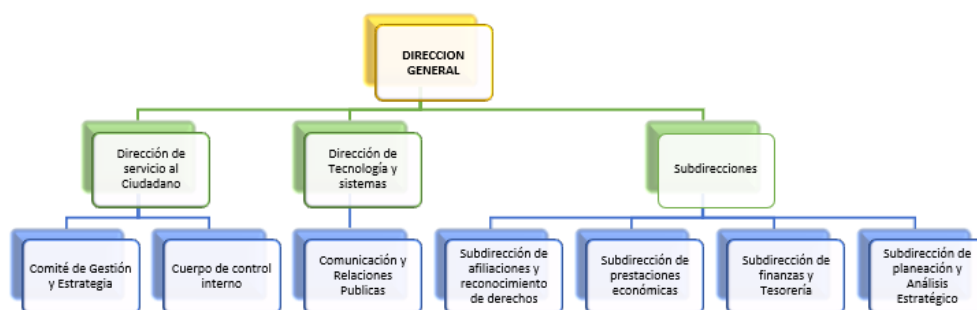 DIRECCION
GENERAL
Dirección de
servicio al
Ciudadano
Dirección de
Tecnología y
sistemas
Subdirecciones
Comité de Gestión
y Estrategia
Cuerpo de control
interno
Comunicación y
Relaciones
Publicas
Subdirección de
afiliaciones y
reconocimiento
de derechos
Subdirección de
prestaciones
económicas
Subdirección de
finanzas y
Tesorería
Subdirección de
planeación y
Análisis
Estratégico